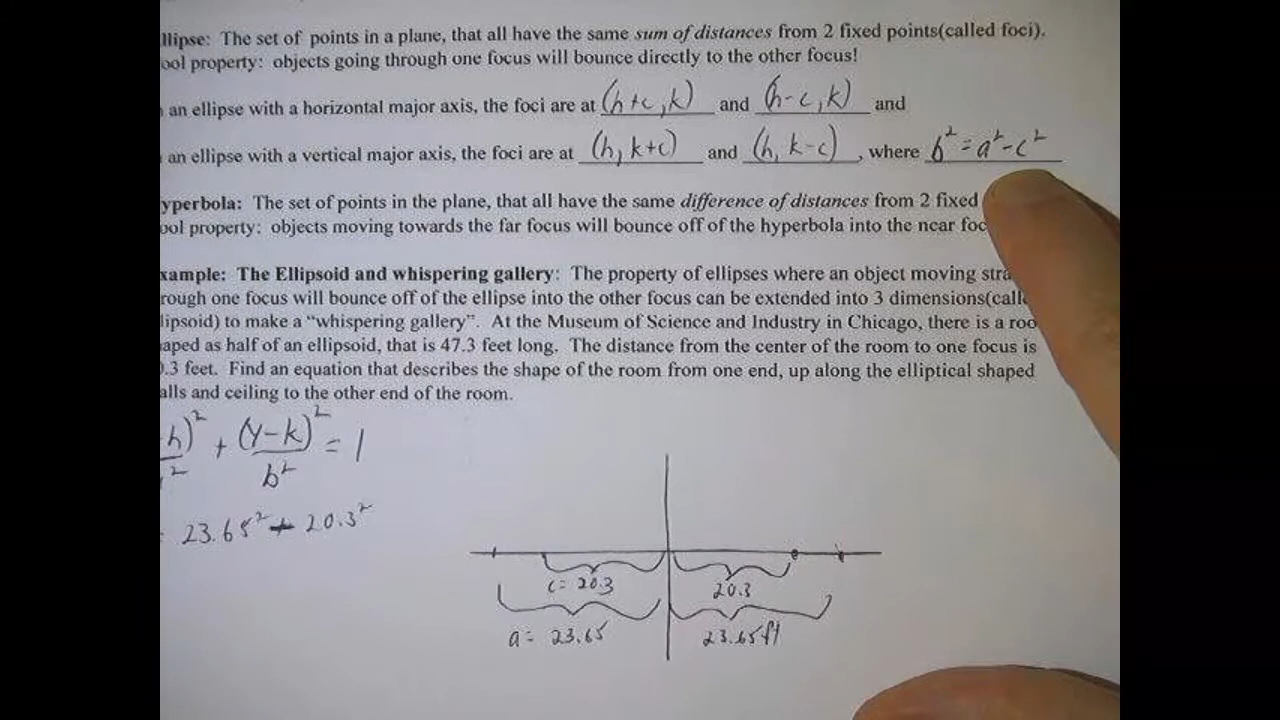 llipse: The set of points in a plane, that all have the same sum of distances from 2 fixed points(called foci).
ool property: objects going through one focus will bounce directly to the other focus!
an ellipse with a horizontal major axis, the foci are at (h+c, k) and (h-c, k) and
an ellipse with a vertical major axis, the foci are at (h, k+c) and (h, k-c), where b² = a² - c²
yperbola: The set of points in the plane, that all have the same difference of distances from 2 fixed
ool property: objects moving towards the far focus will bounce off of the hyperbola into the near foc
xample: The Ellipsoid and whispering gallery: The property of ellipses where an object moving stra
rough one focus will bounce off of the ellipse into the other focus can be extended into 3 dimensions(call
lipsoid) to make a “whispering gallery”. At the Museum of Science and Industry in Chicago, there is a roo
aped as half of an ellipsoid, that is 47.3 feet long. The distance from the center of the room to one focus is
.3 feet. Find an equation that describes the shape of the room from one end, up along the elliptical shaped
alls and ceiling to the other end of the room.
-h)²/ ² + (y-k)²/b² = 1
23.65² - 20.3²
c = 20.3 20.3
a = 23.65 23.65 ft